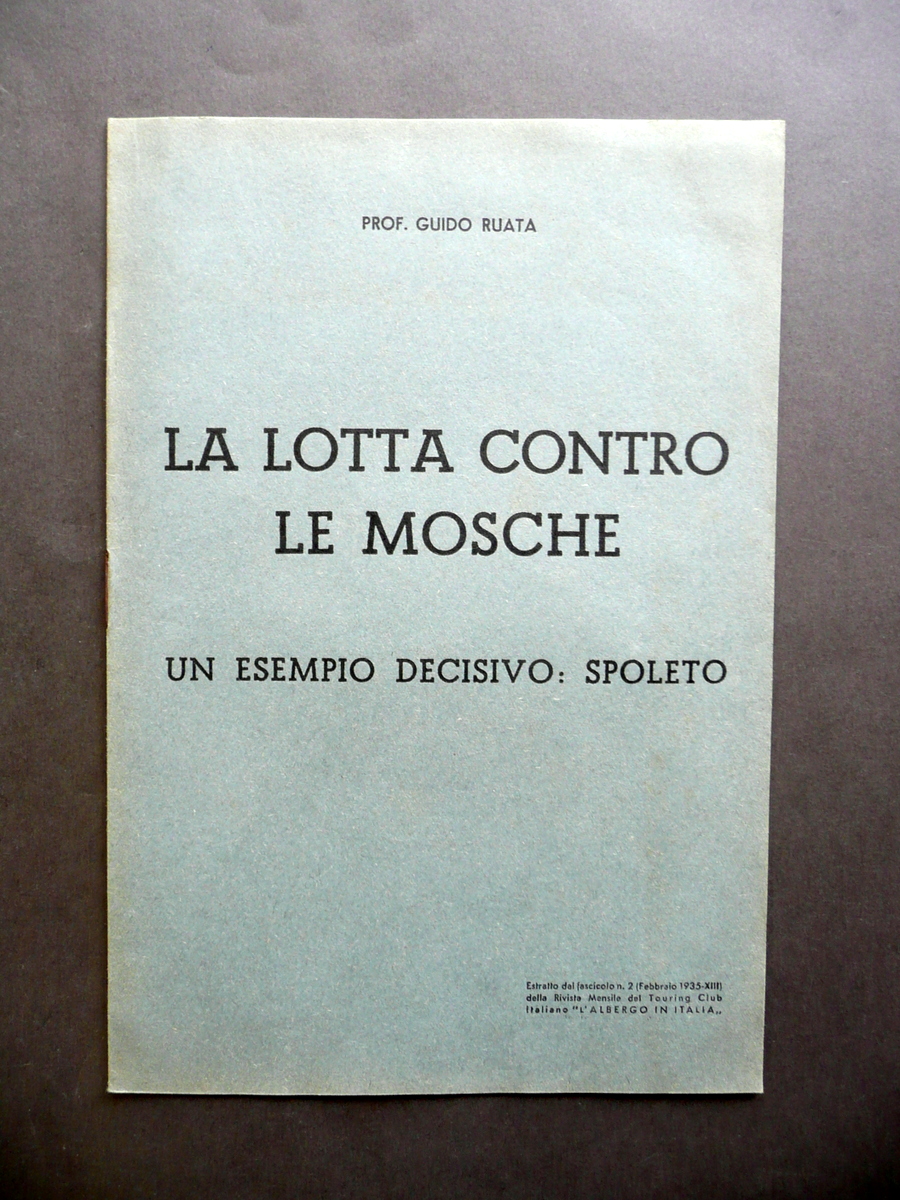 PROF. GUIDO RUATA
LA LOTTA CONTRO
LE MOSCHE
UN ESEMPIO DECISIVO: SPOLETO
Estratto dal fascicolo n. 2 (Febbraio 1935-XIII)
della Rivista Mensile del Touring Club
Italiano "L'ALBERGO IN ITALIA„